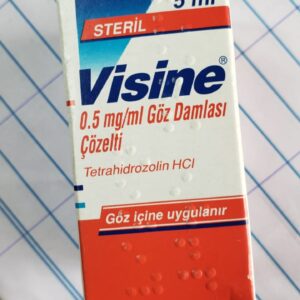 5 ml
STERİL
Visine®
0.5 mg/ml Göz Damlası
Çözelti
Tetrahidrozolin HCl
Göz içine uygulanır